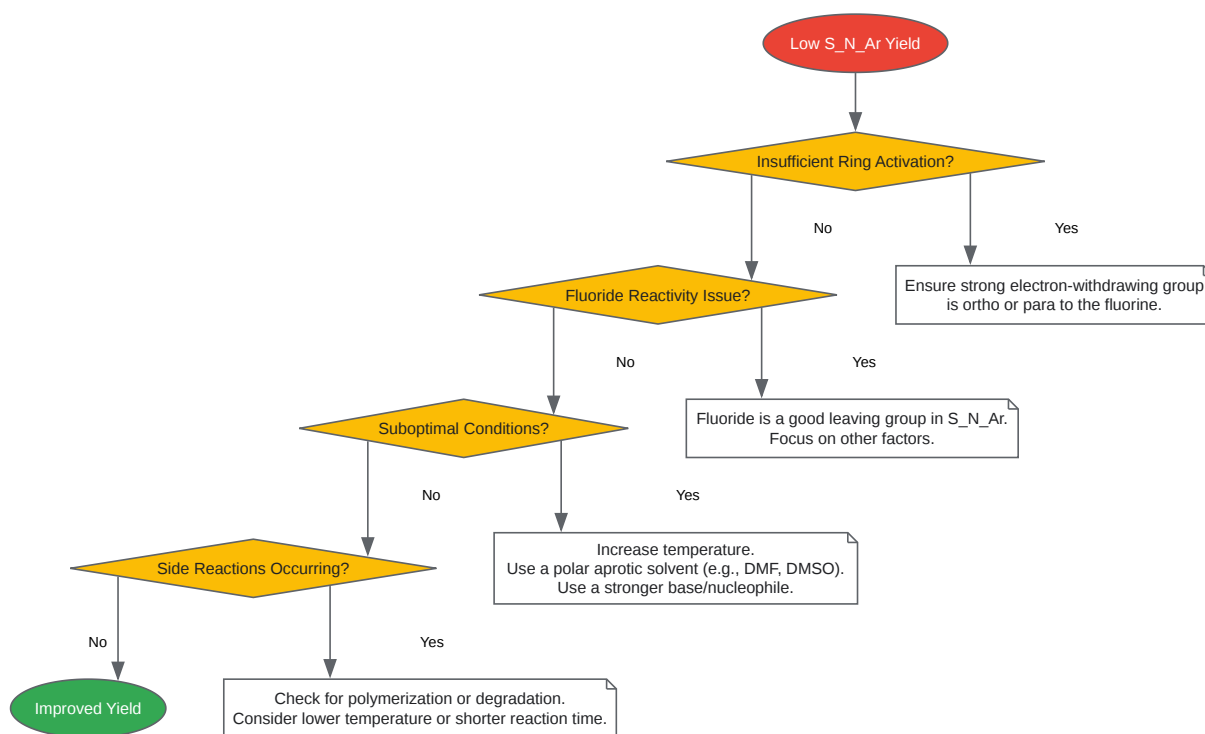 Low S_N_Ar Yield
Insufficient Ring Activation?
No
Yes
Fluoride Reactivity Issue?
Ensure strong electron-withdrawing group
is ortho or para to the fluorine.
No
Yes
Suboptimal Conditions?
Fluoride is a good leaving group in S_N_Ar.
Focus on other factors.
No
Yes
Side Reactions Occurring?
Increase temperature.
Use a polar aprotic solvent (e.g., DMF, DMSO).
Use a stronger base/nucleophile.
No
Yes
Improved Yield
Check for polymerization or degradation.
Consider lower temperature or shorter reaction time.